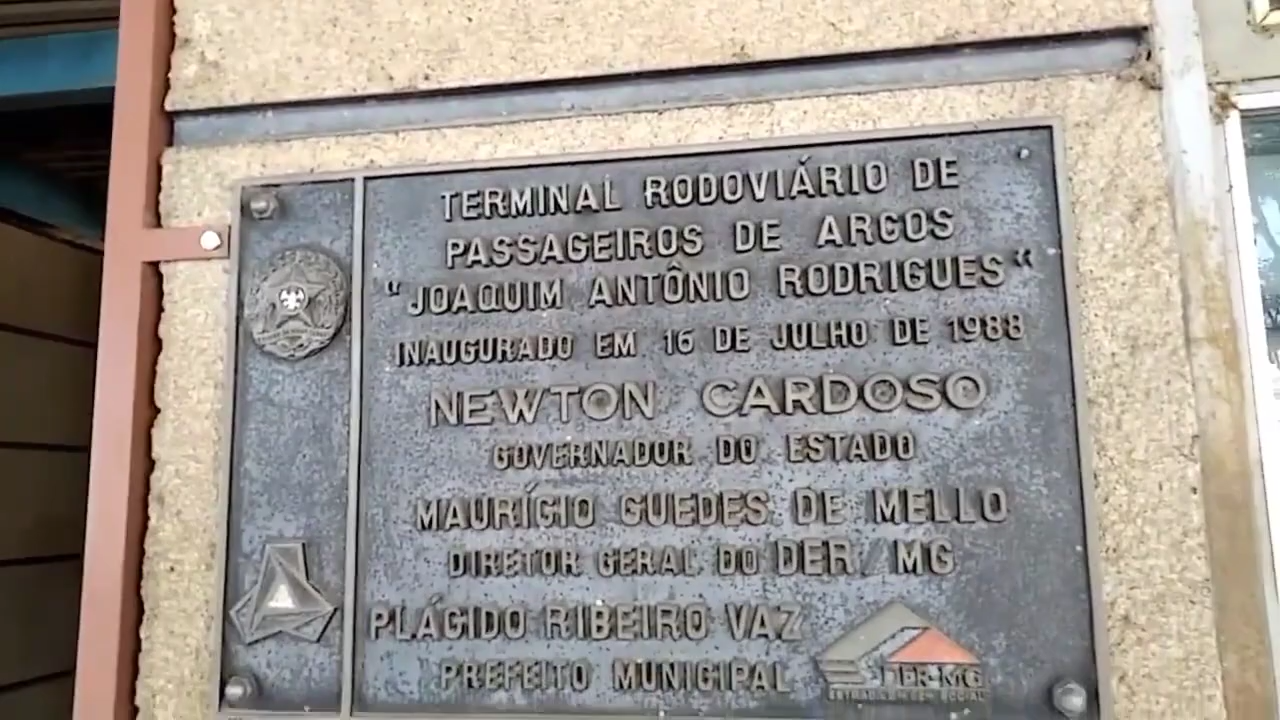 TERMINAL RODOVIÁRIO DE
PASSAGEIROS DE ARGOS
"JOAQUIM ANTÔNIO RODRIGUES"
INAUGURADO EM 16 DE JULHO DE 1988
NEWTON CARDOSO
GOVERNADOR DO ESTADO
MAURÍCIO GUEDES DE MELLO
DIRETOR GERAL DO DER/MG
PLÁCIDO RIBEIRO VAZ
PREFEITO MUNICIPAL
DER-MG